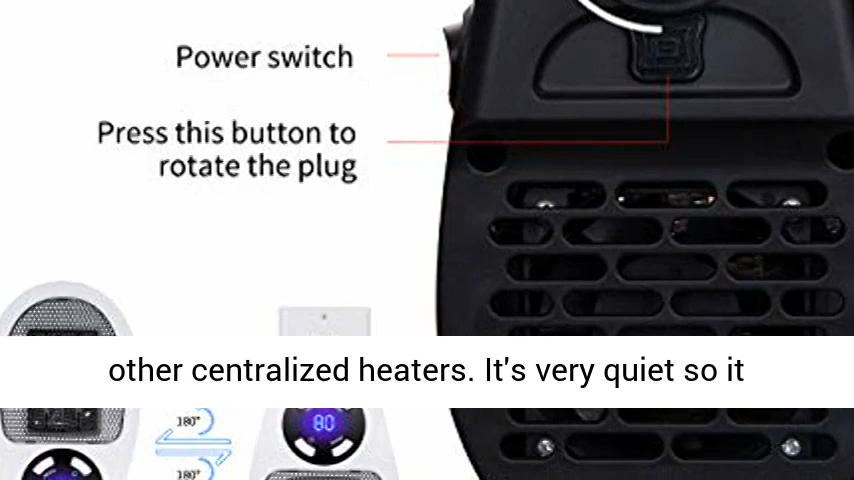 Power switch
Press this button to
rotate the plug
other centralized heaters. It's very quiet so it
180°
80
180°